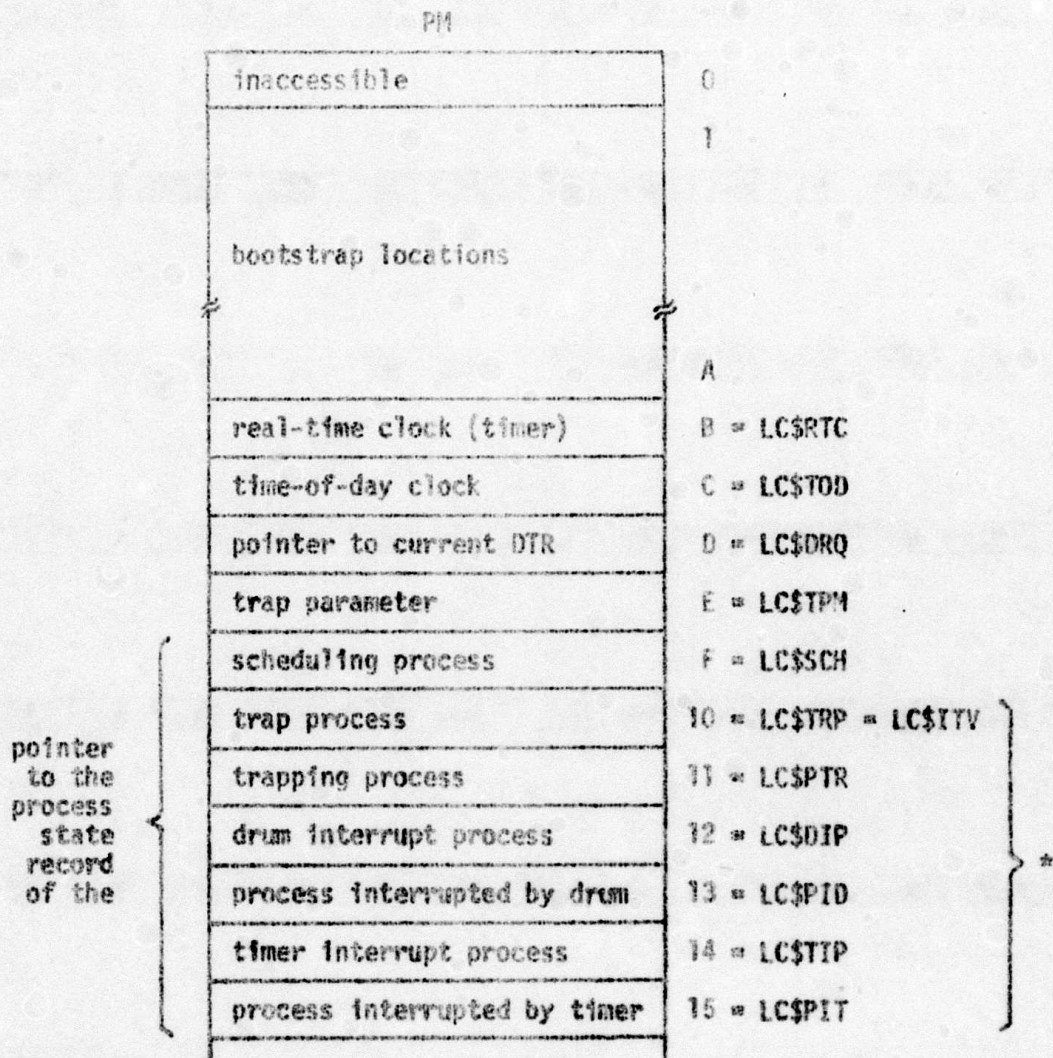 PM
inaccessible 0
1
bootstrap locations
A
real-time clock (timer) B = LC$RTC
time-of-day clock C = LC$TOD
pointer to current DTR D = LC$DRQ
trap parameter E = LC$TPM
scheduling process F = LC$SCH
trap process 10 = LC$TRP = LC$ITV
pointer
to the
process
state
record
of the
trapping process 11 = LC$PTR
drum interrupt process 12 = LC$DIP
*
process interrupted by drum 13 = LC$PID
timer interrupt process 14 = LC$TIP
process interrupted by timer 15 = LC$PIT